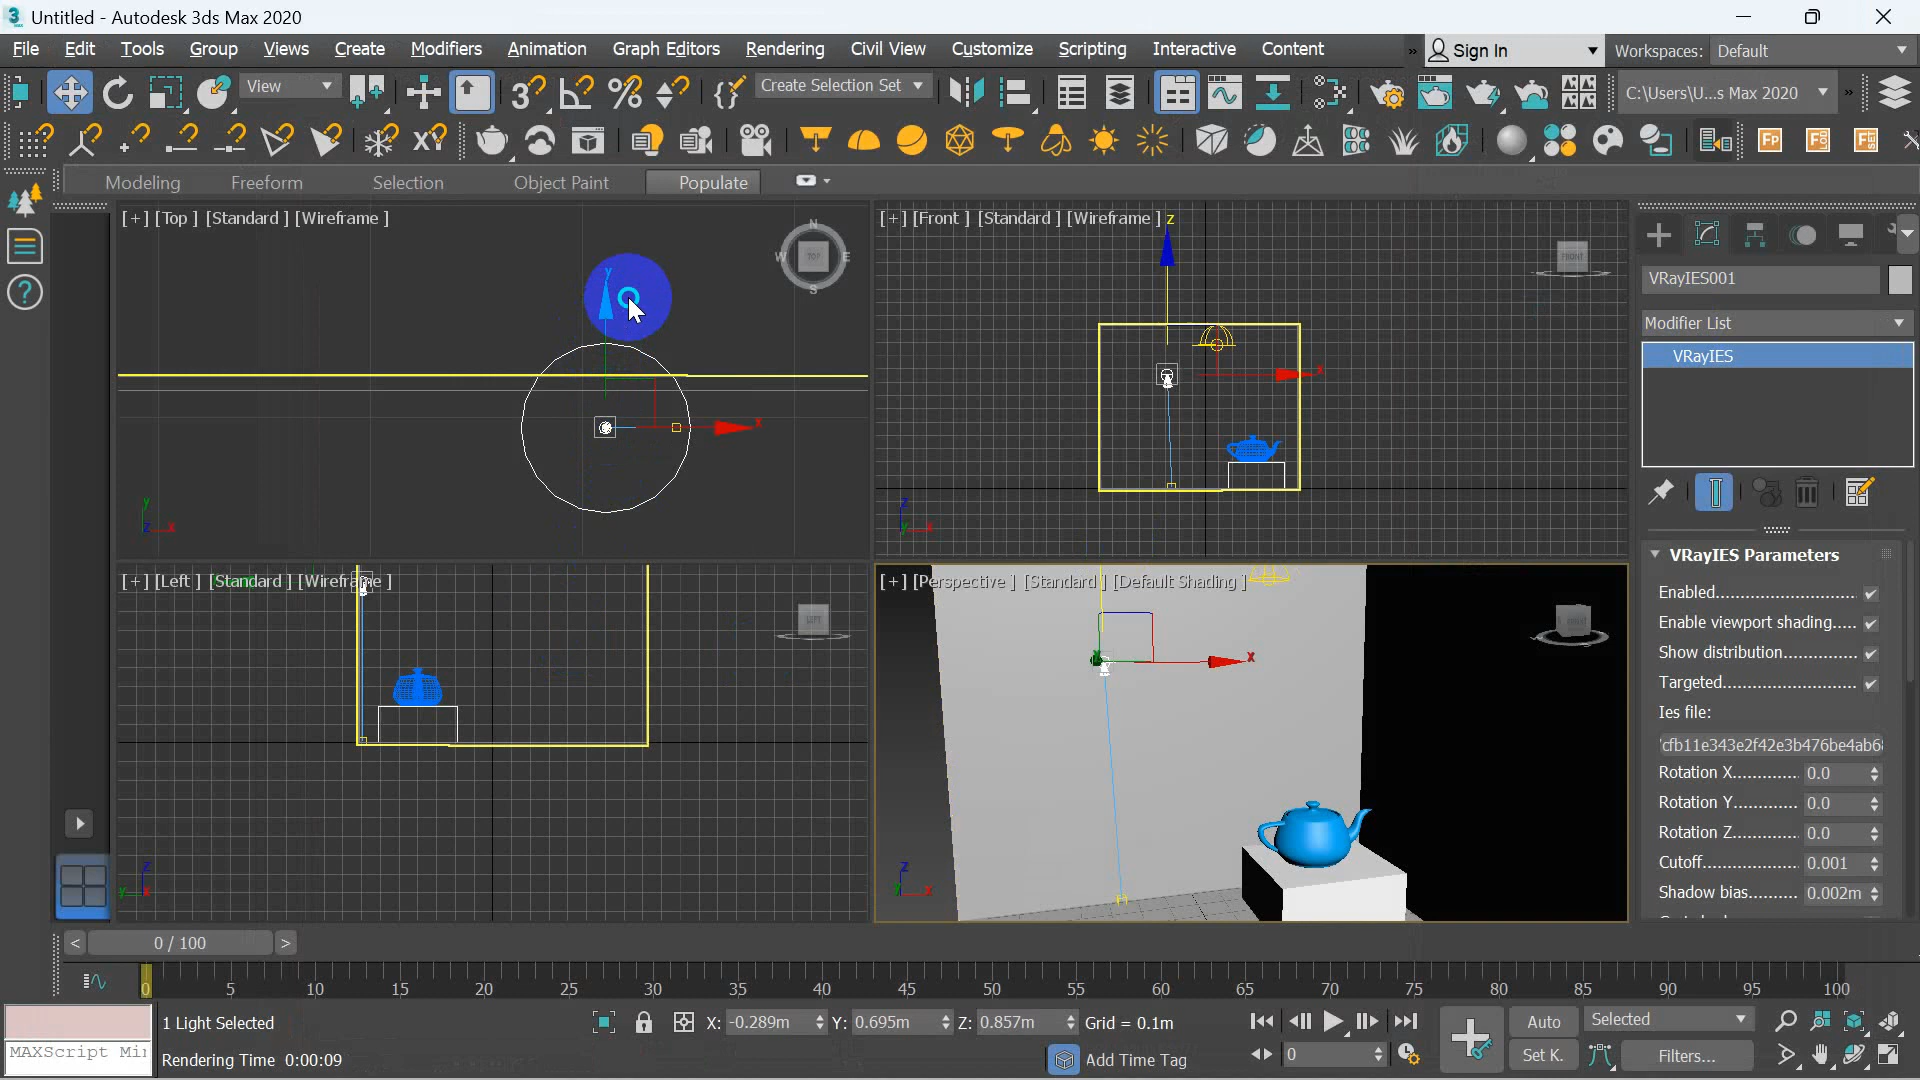 Untitled - Autodesk 3ds Max 2020
File Edit Tools Group Views Create Modifiers Animation Graph Editors Rendering Civil View Customize Scripting Interactive Content
» Sign In Workspaces: Default
View Create Selection Set C:\Users\U...s Max 2020 »
Modeling Freeform Selection Object Paint Populate
[+] [Top ] [Standard ] [Wireframe ]
N
W TOP E
S
y
x
y
z x
[+] [Front ] [Standard ] [Wireframe ]
z
FRONT
x
z
y x
[+] [Left ] [Standard ] [Wireframe ]
LEFT
z
y x
[+] [Perspective ] [Standard ] [Default Shading ]
x
z
y x
VRayIES001
Modifier List
VRayIES
VRayIES Parameters
Enabled
Enable viewport shading
Show distribution
Targeted
Ies file:
'cfb11e343e2f42e3b476be4ab6
Rotation X 0.0
Rotation Y 0.0
Rotation Z 0.0
Cutoff 0.001
Shadow bias 0.002m
< 0 / 100 >
0 5 10 15 20 25 30 35 40 45 50 55 60 65 70 75 80 85 90 95 100
1 Light Selected X: -0.289m Y: 0.695m Z: 0.857m Grid = 0.1m Auto Selected
MAXScript Mi
Rendering Time 0:00:09 Add Time Tag 0 Set K. Filters...